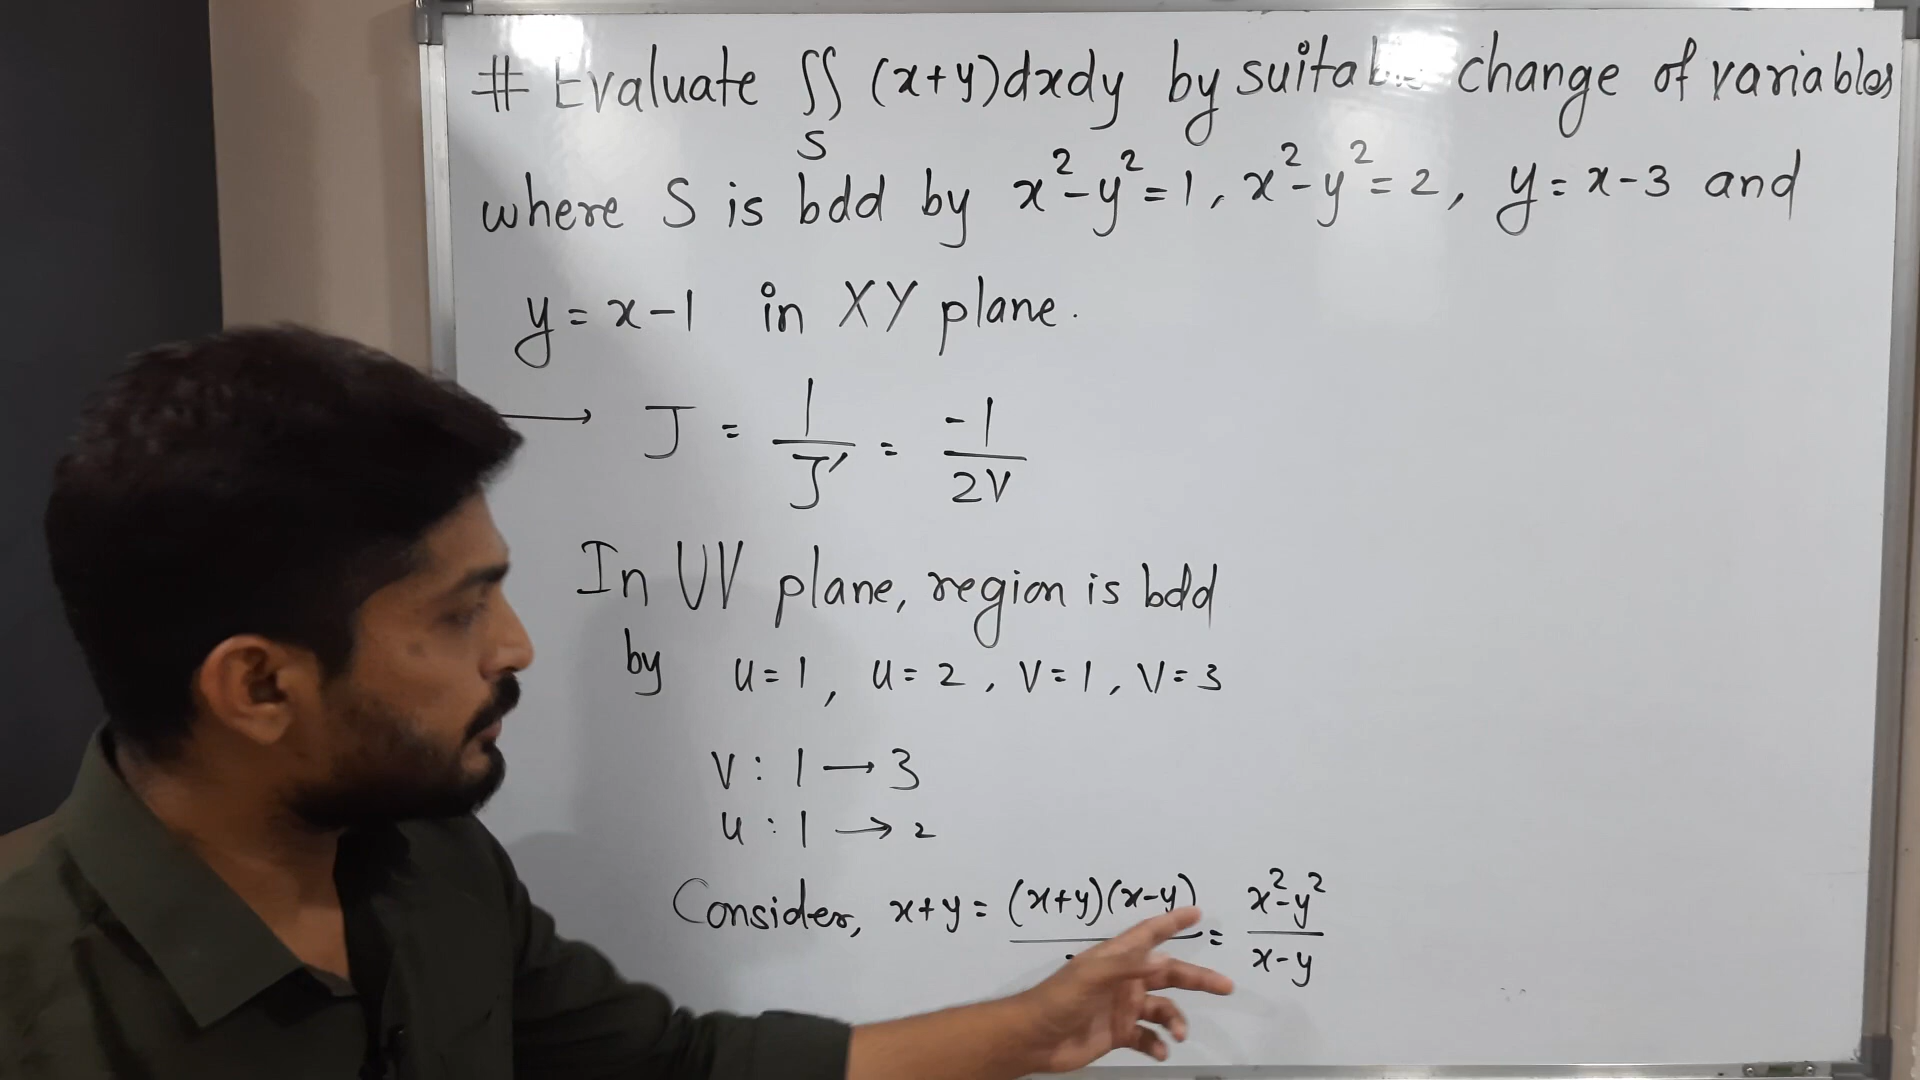 # Evaluate ∬_S (x+y)dxdy by change of variables
where S is bdd by x²-y²=1, x²-y²=2, y=x-3 and
y=x-1 in XY plane.
→ J = 1/J' = -1/2V
In UV plane, region is bdd
by u=1, u=2, V=1, V=3
V: 1→3
u: 1→2
Consider, x+y = (x+y)(x-y) = x²-y²/x-y